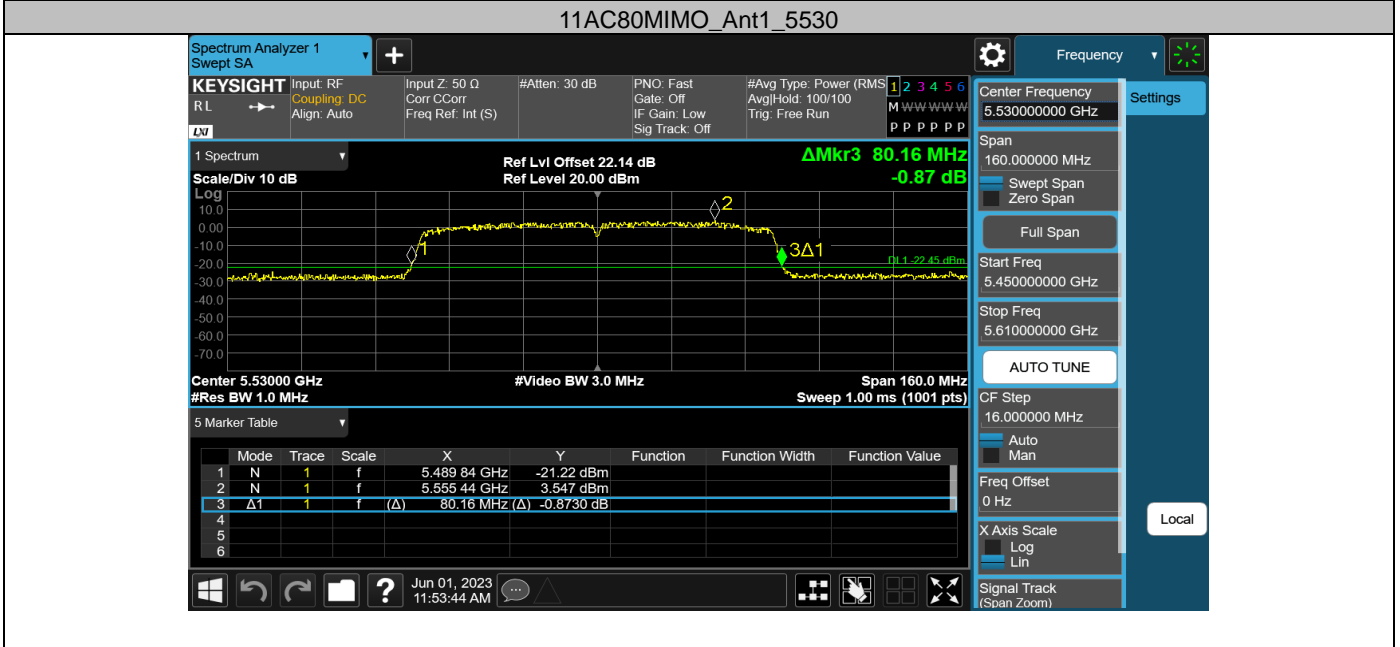 11AC80MIMO_Ant1_5530
Spectrum Analyzer 1
Swept SA
Frequency
KEYSIGHT
RL
LXI
Input: RF
Coupling: DC
Align: Auto
Input Z: 50 Ω
Corr CCorr
Freq Ref: Int (S)
#Atten: 30 dB
PNO: Fast
Gate: Off
IF Gain: Low
Sig Track: Off
#Avg Type: Power (RMS
Avg|Hold: 100/100
Trig: Free Run
1 2 3 4 5 6
M W W W W W
P P P P P P
1 Spectrum
Scale/Div 10 dB
Ref Lvl Offset 22.14 dB
Ref Level 20.00 dBm
ΔMkr3 80.16 MHz
-0.87 dB
Log
10.0
0.00
-10.0
-20.0
-30.0
-40.0
-50.0
-60.0
-70.0
1
2
3Δ1
DL1 -22.45 dBm
Center 5.53000 GHz
#Video BW 3.0 MHz
Span 160.0 MHz
#Res BW 1.0 MHz
Sweep 1.00 ms (1001 pts)
5 Marker Table
Mode Trace Scale X Y Function Function Width Function Value
1 N 1 f 5.489 84 GHz -21.22 dBm
2 N 1 f 5.555 44 GHz 3.547 dBm
3 Δ1 1 f (Δ) 80.16 MHz (Δ) -0.8730 dB
4
5
6
Jun 01, 2023
11:53:44 AM
Center Frequency
5.530000000 GHz
Span
160.000000 MHz
Swept Span
Zero Span
Full Span
Start Freq
5.450000000 GHz
Stop Freq
5.610000000 GHz
AUTO TUNE
CF Step
16.000000 MHz
Auto
Man
Freq Offset
0 Hz
X Axis Scale
Log
Lin
Signal Track
(Span Zoom)
Settings
Local